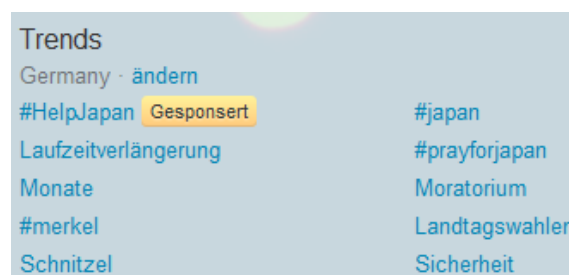 Trends
Germany · ändern
#HelpJapan Gesponsert
Laufzeitverlängerung
Monate
#merkel
Schnitzel
#japan
#prayforjapan
Moratorium
Landtagswahlen
Sicherheit